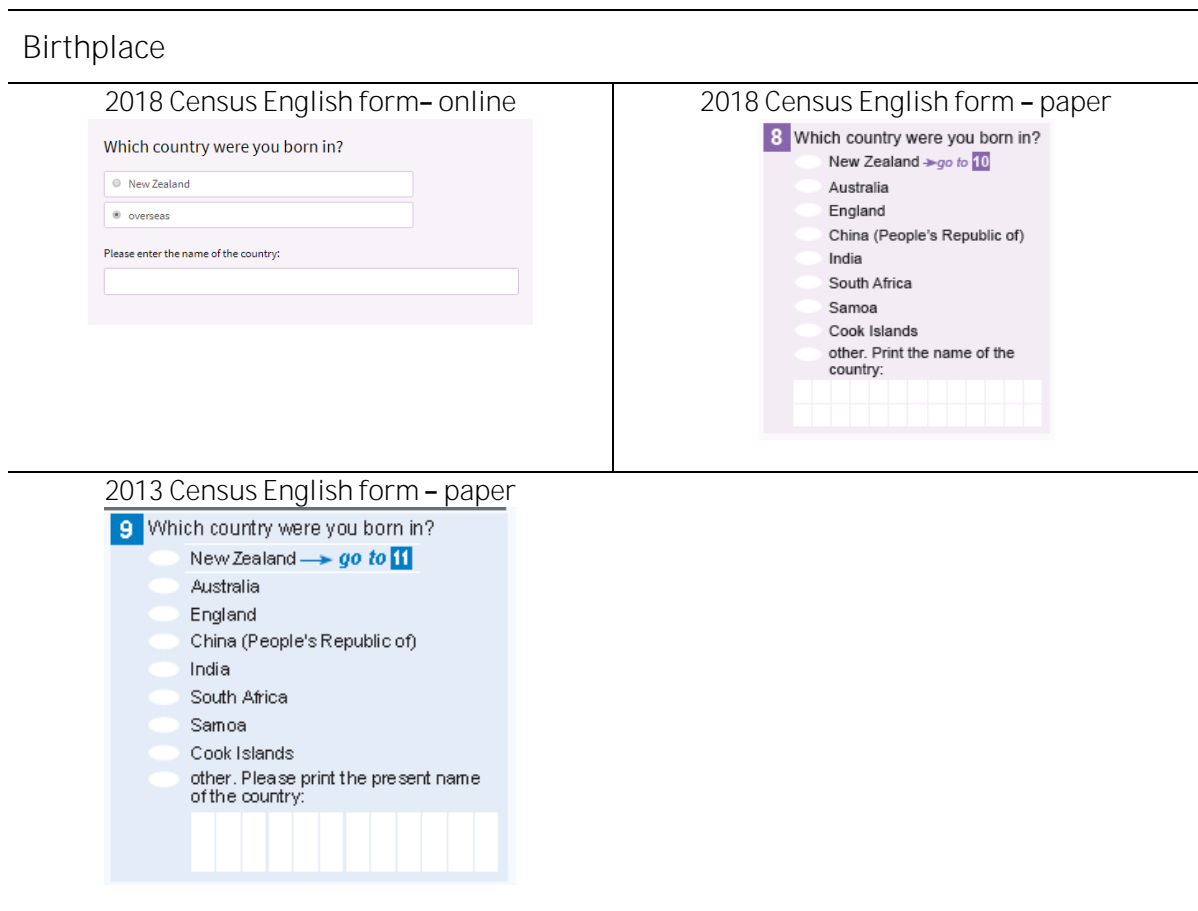 Birthplace
2018 Census English form– online
Which country were you born in?
New Zealand
overseas
Please enter the name of the country:
2018 Census English form – paper
8 Which country were you born in?
New Zealand ➔go to 10
Australia
England
China (People's Republic of)
India
South Africa
Samoa
Cook Islands
other. Print the name of the
country:
2013 Census English form – paper
9 Which country were you born in?
New Zealand → go to 11
Australia
England
China (People's Republic of)
India
South Africa
Samoa
Cook Islands
other. Please print the present name
of the country: